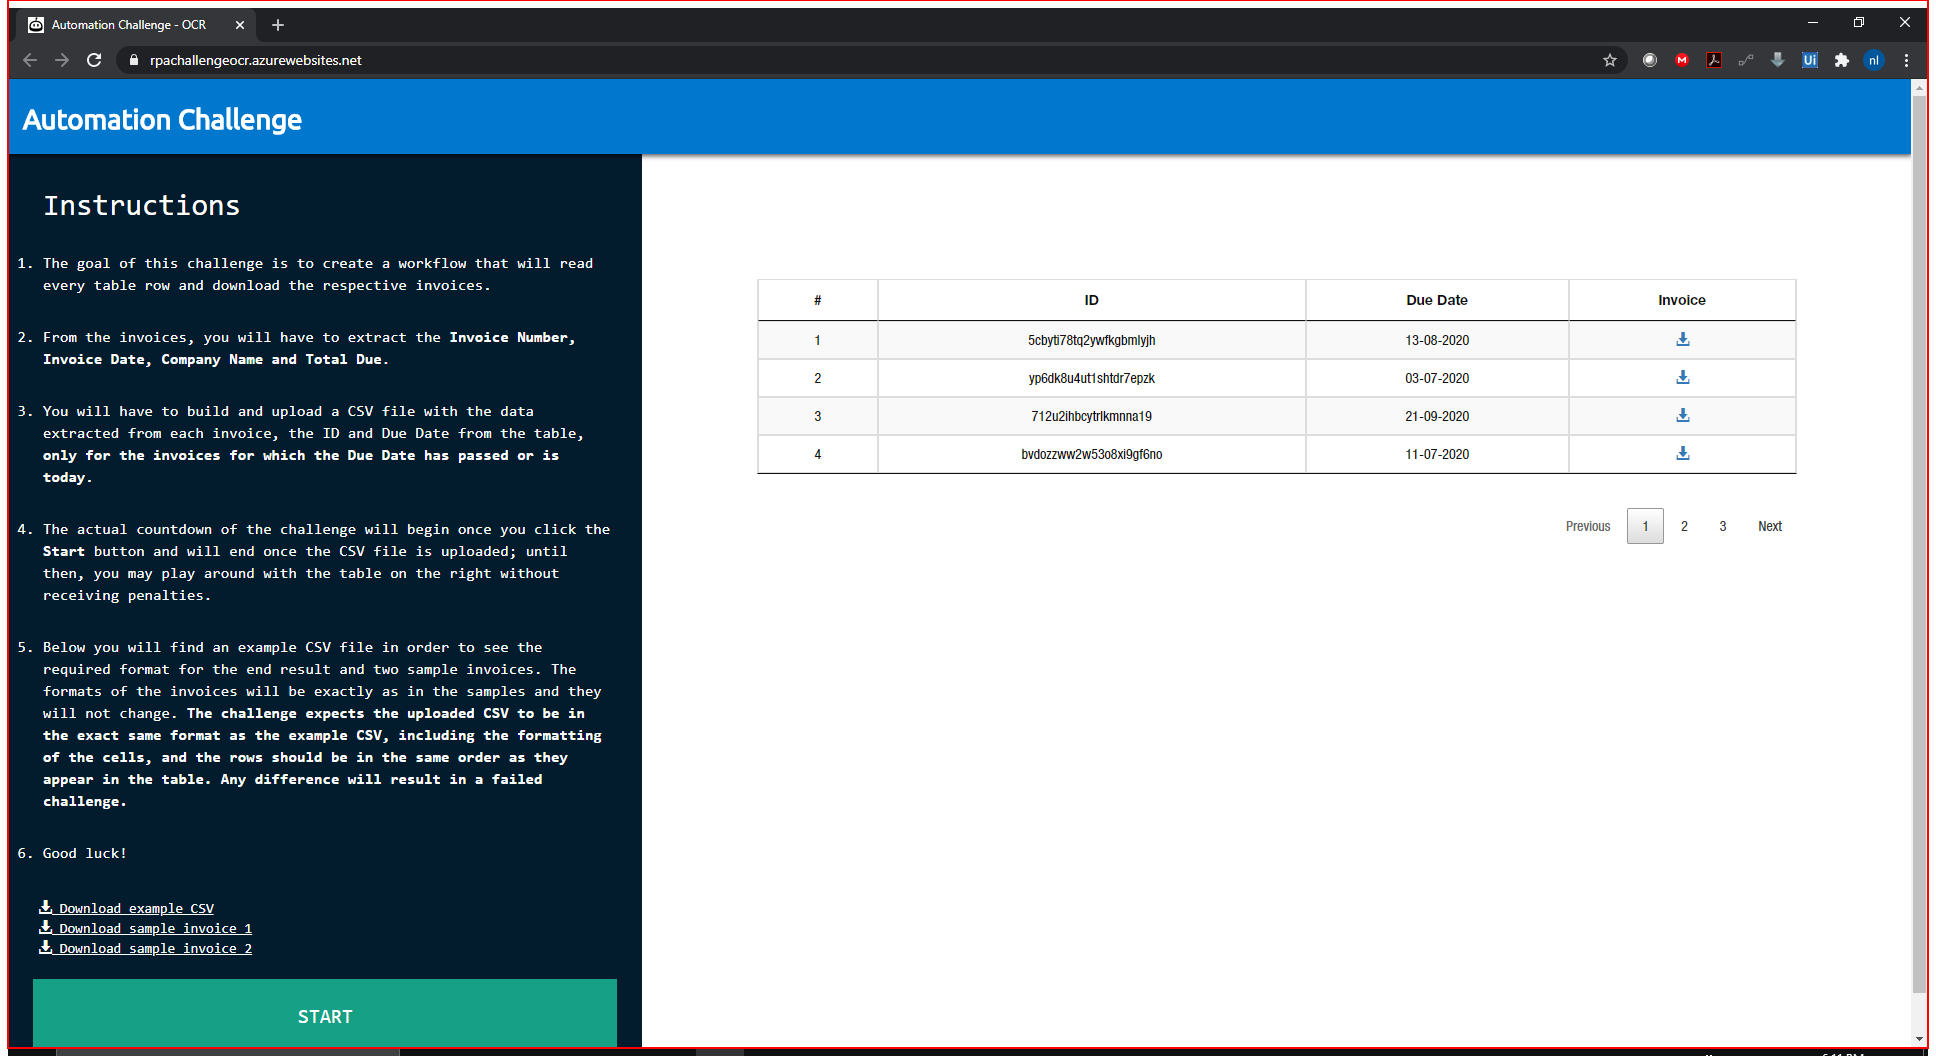 Automation Challenge - OCR
rpachallengeocr.azurewebsites.net
M
Ui
nl
Automation Challenge
Instructions
1. The goal of this challenge is to create a workflow that will read
every table row and download the respective invoices.
2. From the invoices, you will have to extract the Invoice Number,
Invoice Date, Company Name and Total Due.
3. You will have to build and upload a CSV file with the data
extracted from each invoice, the ID and Due Date from the table,
only for the invoices for which the Due Date has passed or is
today.
4. The actual countdown of the challenge will begin once you click the
Start button and will end once the CSV file is uploaded; until
then, you may play around with the table on the right without
receiving penalties.
5. Below you will find an example CSV file in order to see the
required format for the end result and two sample invoices. The
formats of the invoices will be exactly as in the samples and they
will not change. The challenge expects the uploaded CSV to be in
the exact same format as the example CSV, including the formatting
of the cells, and the rows should be in the same order as they
appear in the table. Any difference will result in a failed
challenge.
6. Good luck!
Download example CSV
Download sample invoice 1
Download sample invoice 2
START
# ID Due Date Invoice
1 5cbyti78tq2ywfkgbmlyjh 13-08-2020
2 yp6dk8u4ut1shtdr7epzk 03-07-2020
3 712u2ihbcytrlkmnna19 21-09-2020
4 bvdozzww2w53o8xi9gf6no 11-07-2020
Previous 1 2 3 Next